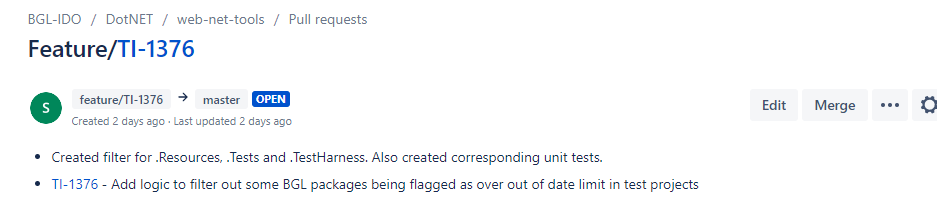 BGL-IDO / DotNET / web-net-tools / Pull requests
Feature/TI-1376
S feature/TI-1376 → master OPEN Edit Merge
Created 2 days ago · Last updated 2 days ago
• Created filter for .Resources, .Tests and .TestHarness. Also created corresponding unit tests.
• TI-1376 - Add logic to filter out some BGL packages being flagged as over out of date limit in test projects